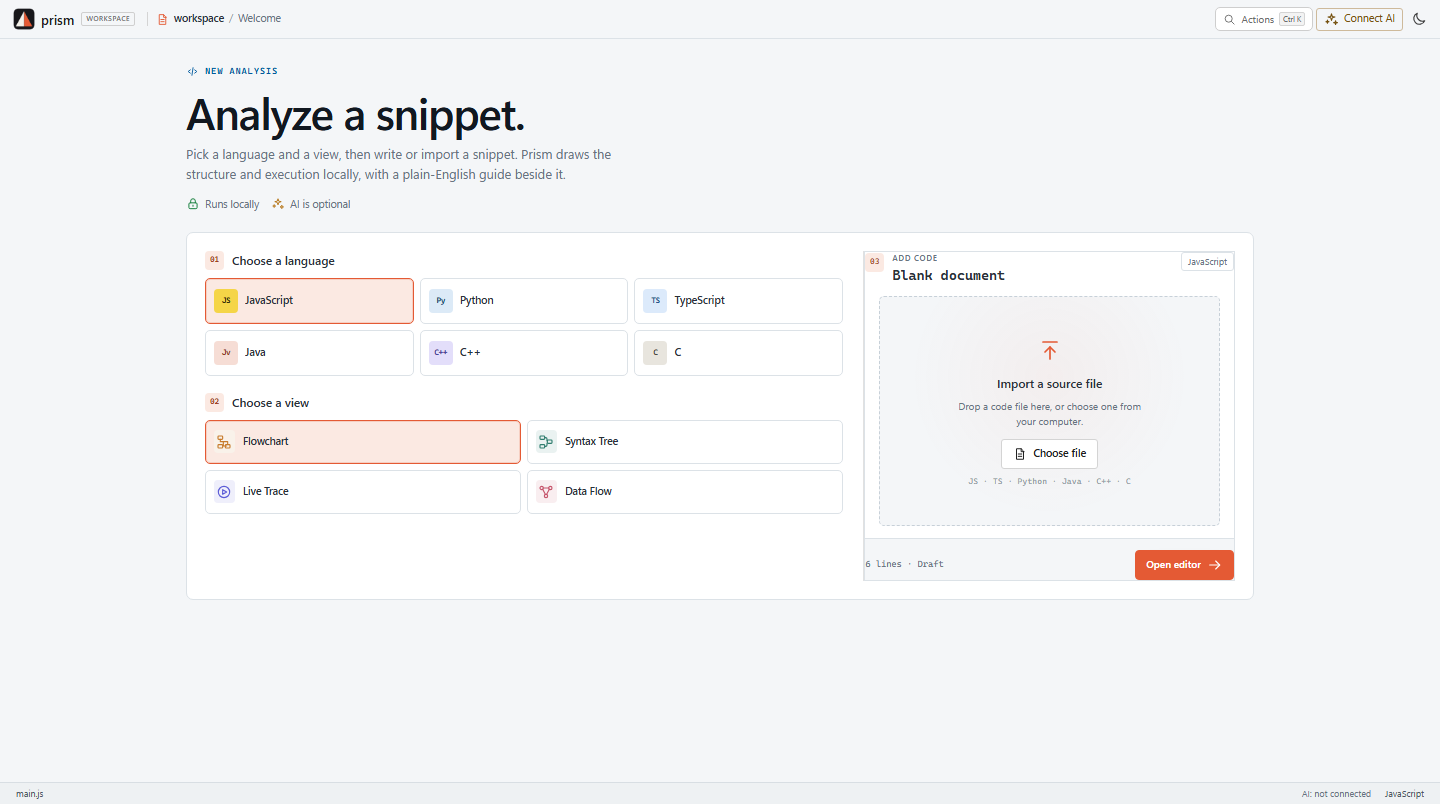 prism WORKSPACE workspace / Welcome Actions Ctrl K Connect AI
</> NEW ANALYSIS
Analyze a snippet.
Pick a language and a view, then write or import a snippet. Prism draws the
structure and execution locally, with a plain-English guide beside it.
Runs locally AI is optional
01 Choose a language
JS JavaScript Py Python TS TypeScript
Jv Java C++ C++ C C
02 Choose a view
Flowchart Syntax Tree
Live Trace Data Flow
03 ADD CODE JavaScript
Blank document
Import a source file
Drop a code file here, or choose one from
your computer.
Choose file
JS · TS · Python · Java · C++ · C
6 lines · Draft Open editor
main.js AI: not connected JavaScript